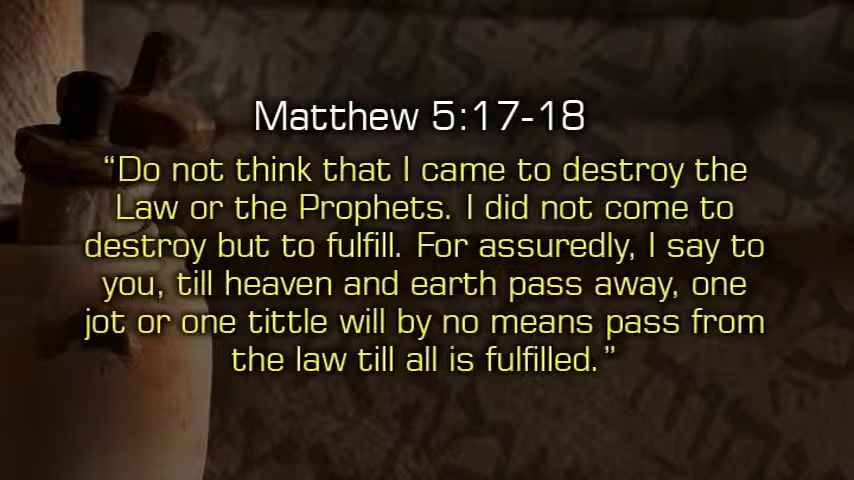 Matthew 5:17-18
“Do not think that I came to destroy the
Law or the Prophets. I did not come to
destroy but to fulfill. For assuredly, I say to
you, till heaven and earth pass away, one
jot or one tittle will by no means pass from
the law till all is fulfilled.”